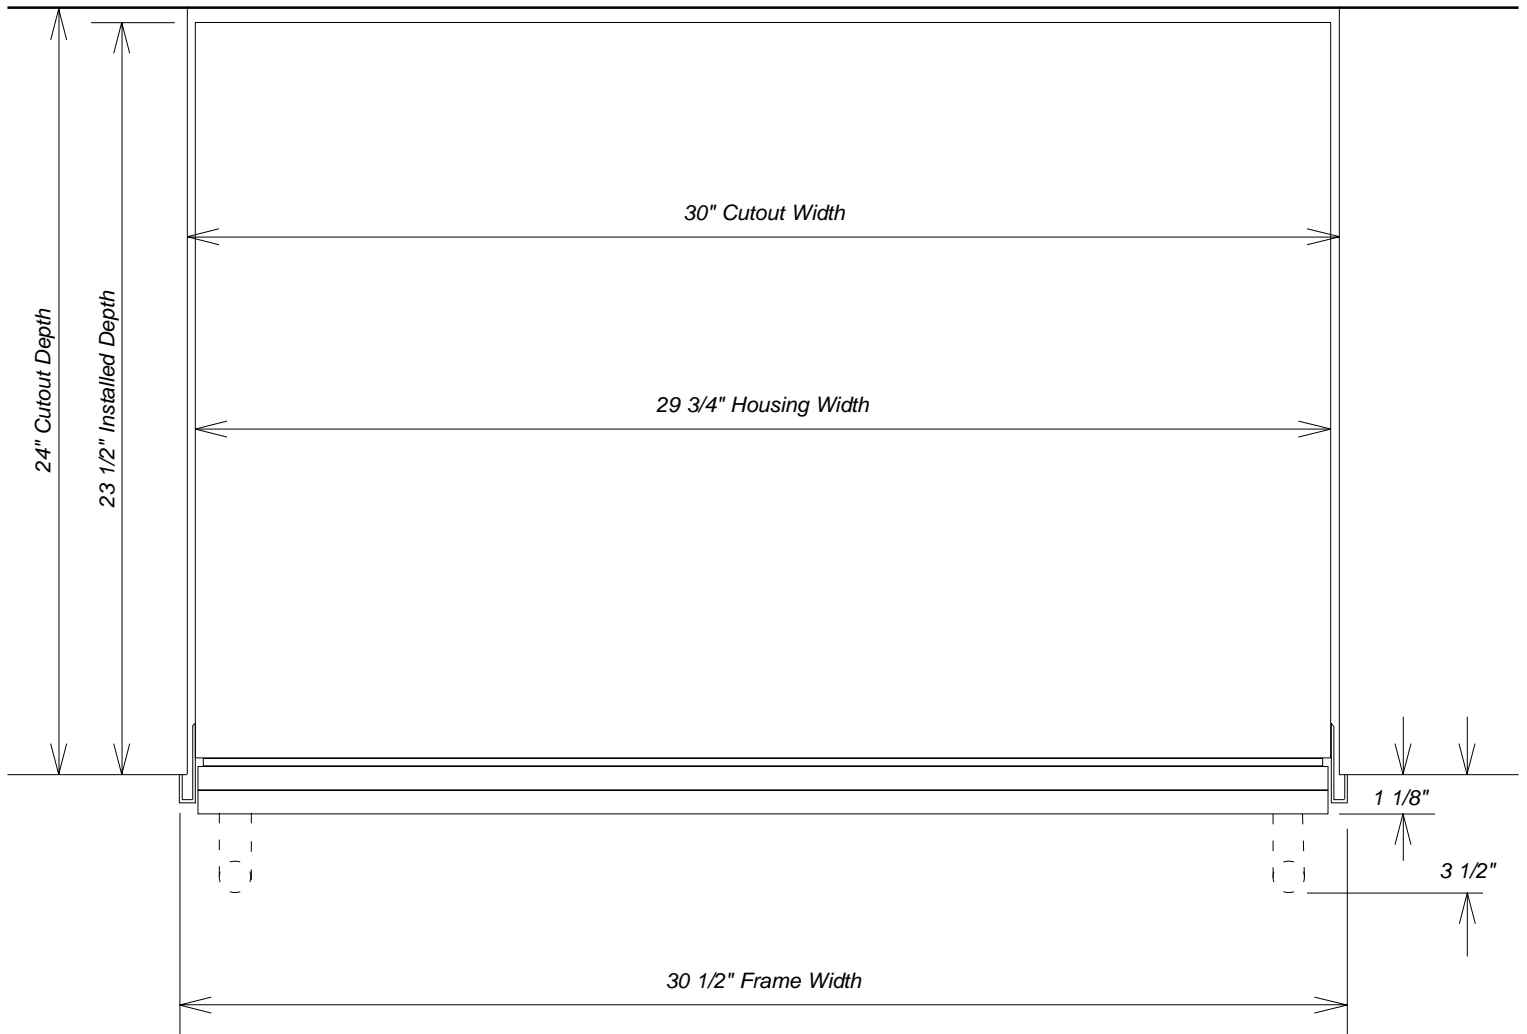 30" Cutout Width
24" Cutout Depth
23 1/2" Installed Depth
29 3/4" Housing Width
1 1/8"
3 1/2"
30 1/2" Frame Width